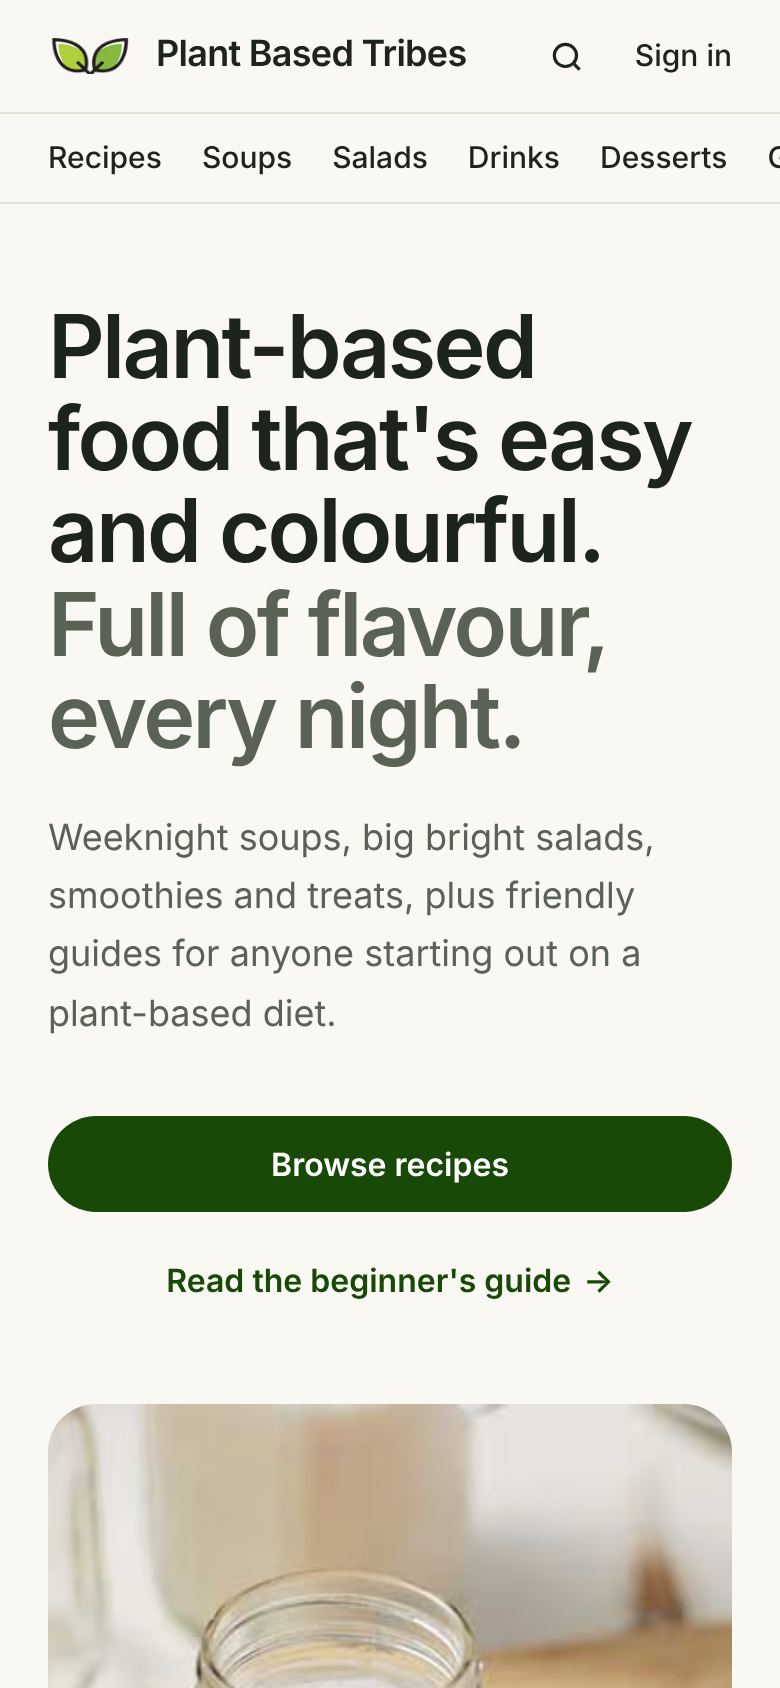 Plant Based Tribes
Sign in
Recipes Soups Salads Drinks Desserts
Plant-based
food that's easy
and colourful.
Full of flavour,
every night.
Weeknight soups, big bright salads,
smoothies and treats, plus friendly
guides for anyone starting out on a
plant-based diet.
Browse recipes
Read the beginner's guide →